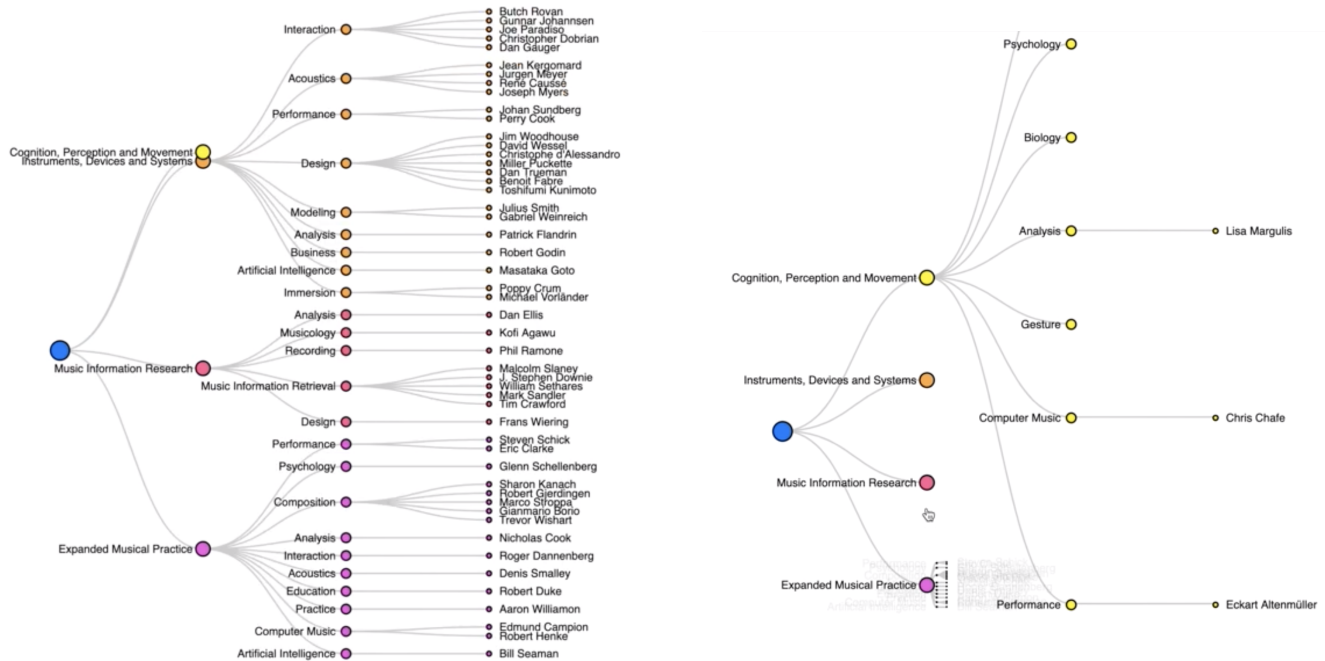 Interaction
Butch Rovan
Gunnar Johannsen
Joe Paradiso
Christopher Dobrian
Dan Gauger
Acoustics
Jean Kergomard
Jurgen Meyer
René Caussé
Joseph Myers
Performance
Johan Sundberg
Perry Cook
Cognition, Perception and Movement
Instruments, Devices and Systems
Design
Jim Woodhouse
David Wessel
Christophe d'Alessandro
Miller Puckette
Dan Trueman
Benoit Fabre
Toshifumi Kunimoto
Modeling
Julius Smith
Gabriel Weinreich
Analysis
Patrick Flandrin
Business
Robert Godin
Artificial Intelligence
Masataka Goto
Immersion
Poppy Crum
Michael Vorländer
Music Information Research
Analysis
Dan Ellis
Musicology
Kofi Agawu
Recording
Phil Ramone
Music Information Retrieval
Malcolm Slaney
J. Stephen Downie
William Sethares
Mark Sandler
Tim Crawford
Design
Frans Wiering
Expanded Musical Practice
Performance
Steven Schick
Eric Clarke
Psychology
Glenn Schellenberg
Composition
Sharon Kanach
Robert Gjerdingen
Marco Stroppa
Gianmario Borio
Trevor Wishart
Analysis
Nicholas Cook
Interaction
Roger Dannenberg
Acoustics
Denis Smalley
Education
Robert Duke
Practice
Aaron Williamon
Computer Music
Edmund Campion
Robert Henke
Artificial Intelligence
Bill Seaman
Psychology
Biology
Analysis
Lisa Margulis
Cognition, Perception and Movement
Gesture
Instruments, Devices and Systems
Computer Music
Chris Chafe
Music Information Research
Expanded Musical Practice
Performance
Eckart Altenmüller